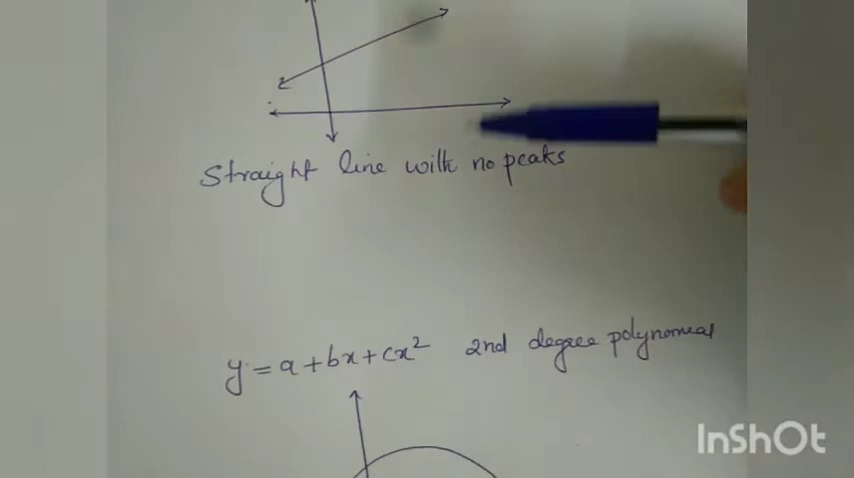 Straight line with no peaks
y = a + bx + cx² 2nd degree polynomial
InShOt